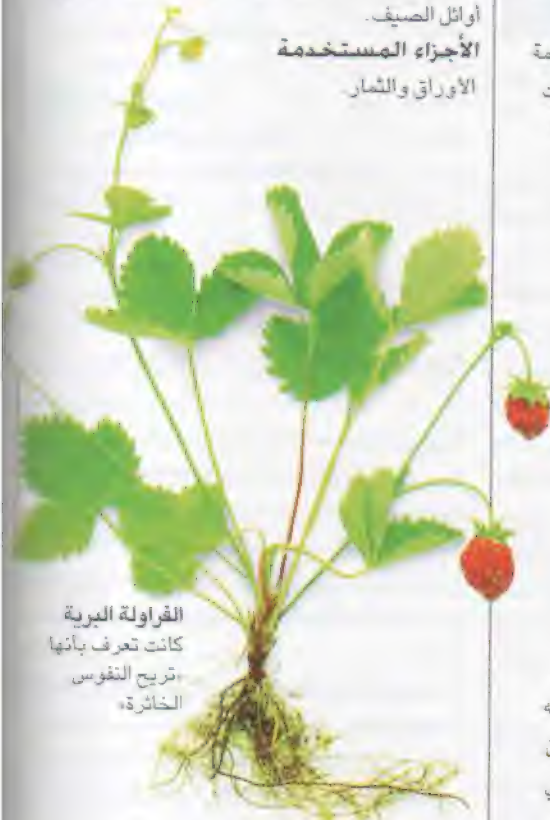 أوائل الصيف.
الأجزاء المستخدمة
الأوراق والثمار.
الفراولة البرية
كانت تعرف بأنها
«تريح النفوس
الخائرة»